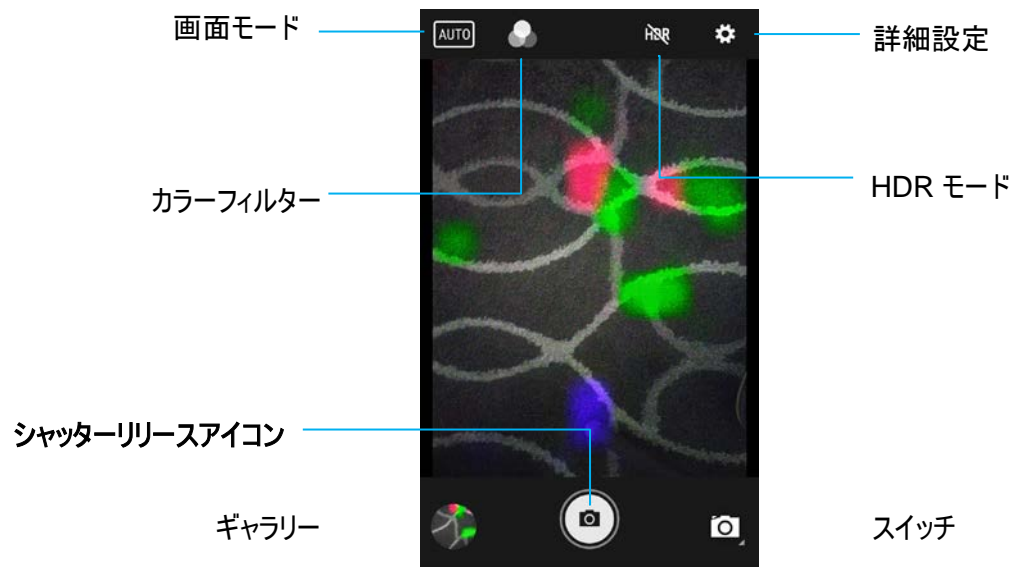 画面モード
AUTO
HDR
詳細設定
カラーフィルター
HDR モード
シャッターリリースアイコン
ギャラリー
スイッチ